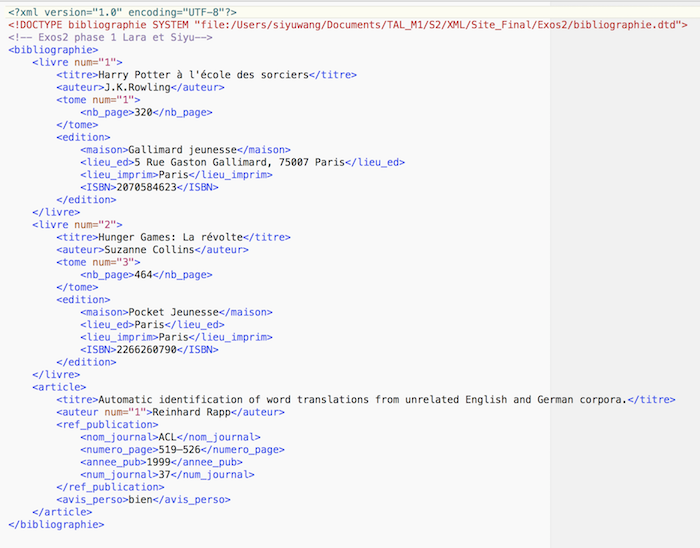 <?xml version="1.0" encoding="UTF-8"?>
<!DOCTYPE bibliographie SYSTEM "file:/Users/siyuwang/Documents/TAL_M1/S2/XML/Site_Final/Exos2/bibliographie.dtd">
<!-- Exos2 phase 1 Lara et Siyu-->
<bibliographie>
    <livre num="1">
        <titre>Harry Potter à l'école des sorciers</titre>
        <auteur>J.K.Rowling</auteur>
        <tome num="1">
            <nb_page>320</nb_page>
        </tome>
        <edition>
            <maison>Gallimard jeunesse</maison>
            <lieu_ed>5 Rue Gaston Gallimard, 75007 Paris</lieu_ed>
            <lieu_imprim>Paris</lieu_imprim>
            <ISBN>2070584623</ISBN>
        </edition>
    </livre>
    <livre num="2">
        <titre>Hunger Games: La révolte</titre>
        <auteur>Suzanne Collins</auteur>
        <tome num="3">
            <nb_page>464</nb_page>
        </tome>
        <edition>
            <maison>Pocket Jeunesse</maison>
            <lieu_ed>Paris</lieu_ed>
            <lieu_imprim>Paris</lieu_imprim>
            <ISBN>2266260790</ISBN>
        </edition>
    </livre>
    <article>
        <titre>Automatic identification of word translations from unrelated English and German corpora.</titre>
        <auteur num="1">Reinhard Rapp</auteur>
        <ref_publication>
            <nom_journal>ACL</nom_journal>
            <numero_page>519–526</numero_page>
            <annee_pub>1999</annee_pub>
            <num_journal>37</num_journal>
        </ref_publication>
        <avis_perso>bien</avis_perso>
    </article>
</bibliographie>